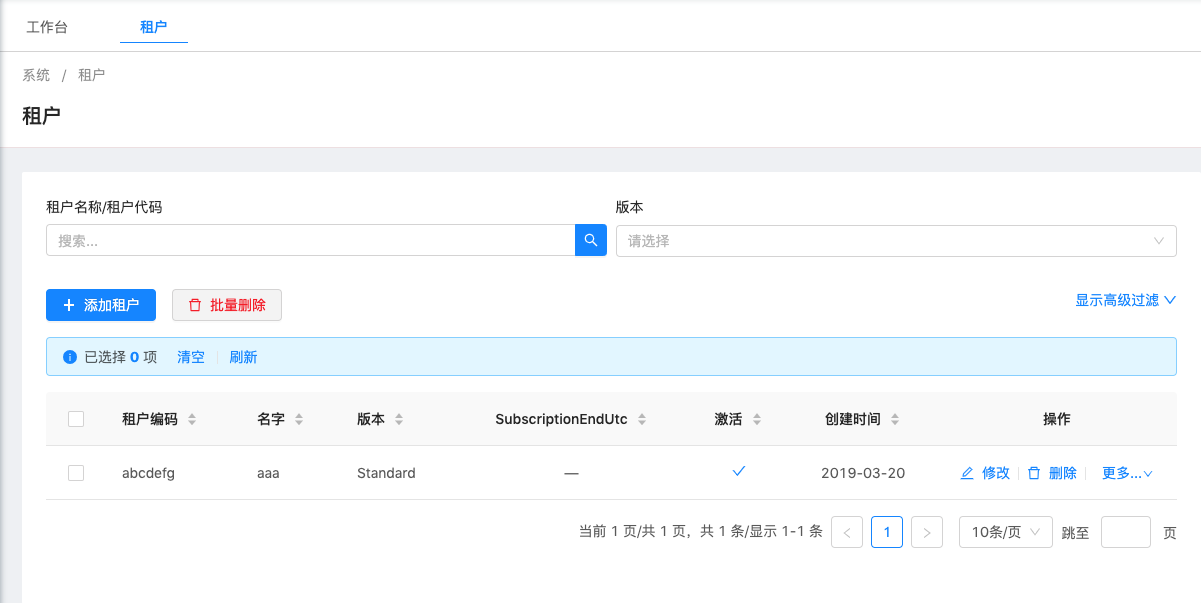 工作台 租户
系统 / 租户
租户
租户名称/租户代码 版本
搜索... 请选择
添加租户 批量删除 显示高级过滤
已选择 0 项 清空 刷新
租户编码 名字 版本 SubscriptionEndUtc 激活 创建时间 操作
abcdefg aaa Standard — 2019-03-20 修改 删除 更多...
当前 1 页/共 1 页，共 1 条/显示 1-1 条 < 1 > 10条/页 跳至 页